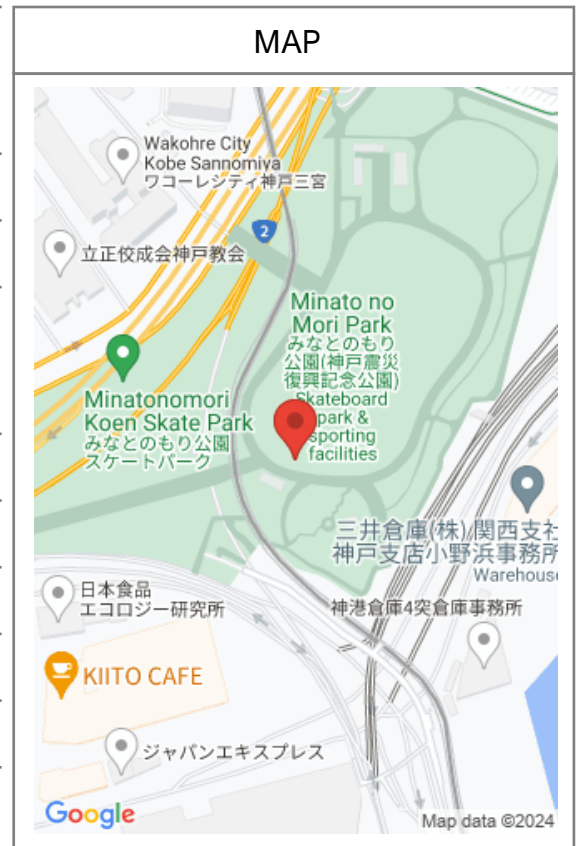 MAP
Wakohre City
Kobe Sannomiya
ワコーレシティ神戸三宮
2
立正佼成会神戸教会
Minato no
Mori Park
みなとのもり
公園(神戸震災
復興記念公園)
Skateboard
park &
sporting
facilities
Minatonomori
Koen Skate Park
みなとのもり公園
スケートパーク
三井倉庫(株) 関西支社
神戸支店小野浜事務所
Warehouse
日本食品
エコロジー研究所
神港倉庫4突倉庫事務所
KIITO CAFE
ジャパンエキスプレス
Google
Map data ©2024